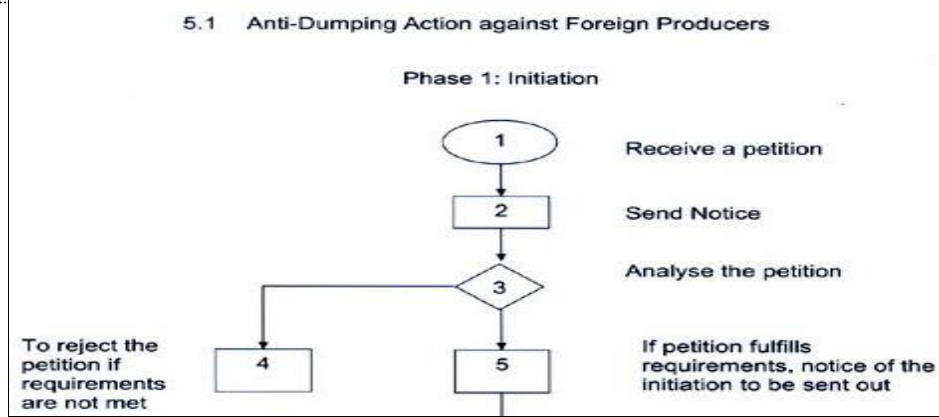 5.1 Anti-Dumping Action against Foreign Producers
Phase 1: Initiation
1
Receive a petition
2
Send Notice
3
Analyse the petition
To reject the
petition if
requirements
are not met
4
5
If petition fulfills
requirements, notice of the
initiation to be sent out